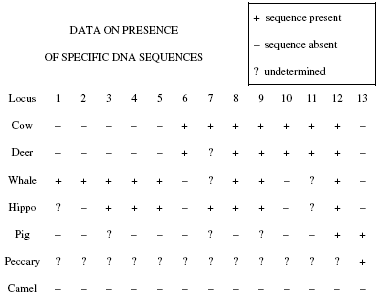 DATA ON PRESENCE
OF SPECIFIC DNA SEQUENCES
+ sequence present
– sequence absent
? undetermined
Locus 1 2 3 4 5 6 7 8 9 10 11 12 13
Cow – – – – – + + + + + + + –
Deer – – – – – + ? + + + + + –
Whale + + + + + – ? + + – ? + –
Hippo ? – + + + – + + + – ? + –
Pig – – ? – – – ? – ? – – + +
Peccary ? ? ? ? ? ? ? ? ? ? ? ? +
Camel – – – – – – – – – – – – –